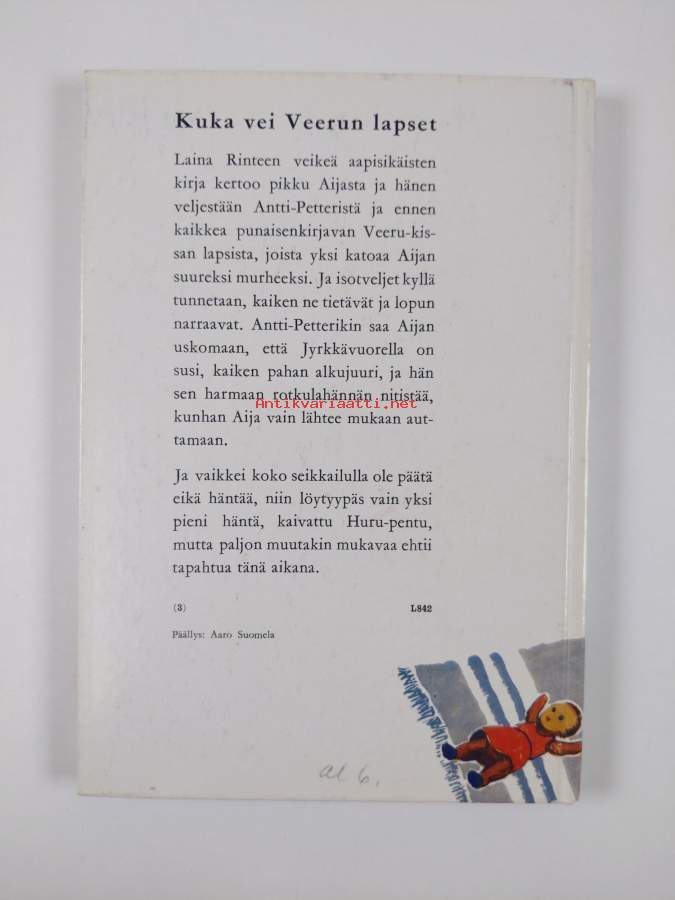 Kuka vei Veerun lapset
Laina Rinteen veikeä aapisikäisten
kirja kertoo pikku Aijasta ja hänen
veljestään Antti-Petteristä ja ennen
kaikkea punaisenkirjavan Veeru-kis-
san lapsista, joista yksi katoaa Aijan
suureksi murheeksi. Ja isotveljet kyllä
tunnetaan, kaiken ne tietävät ja lopun
narraavat. Antti-Petterikin saa Aijan
uskomaan, että Jyrkkävuorella on
susi, kaiken pahan alkujuuri, ja hän
sen harmaan rotkulahännän nitistää,
Antikvariaatti.net
kunhan Aija vain lähtee mukaan aut-
tamaan.
Ja vaikkei koko seikkailulla ole päätä
eikä häntää, niin löytyypäs vain yksi
pieni häntä, kaivattu Huru-pentu,
mutta paljon muutakin mukavaa ehtii
tapahtua tänä aikana.
(3) L842
Päällys: Aaro Suomela
al 6.